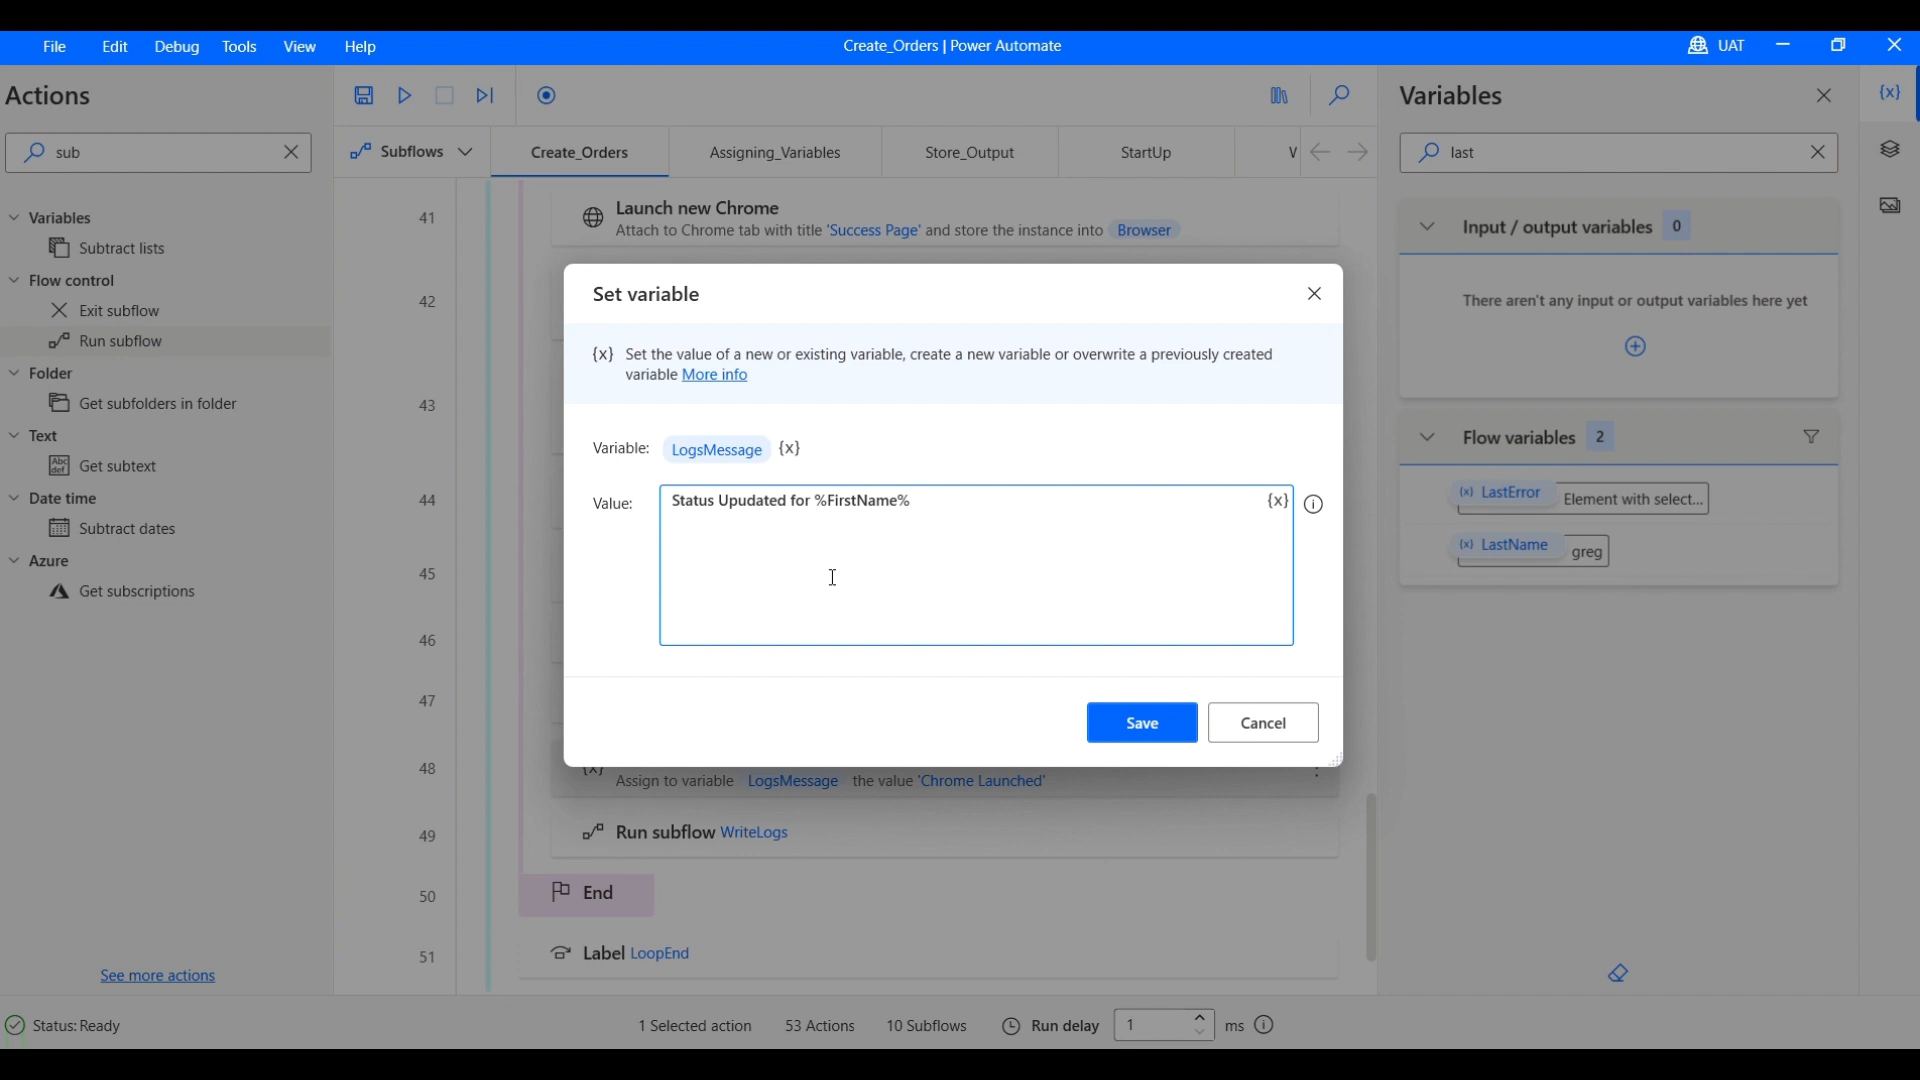 File Edit Debug Tools View Help
Create_Orders | Power Automate
UAT
Actions
sub
Variables
Subtract lists
Flow control
Exit subflow
Run subflow
Folder
Get subfolders in folder
Text
Abc def Get subtext
Date time
Subtract dates
Azure
Get subscriptions
See more actions
Subflows Create_Orders Assigning_Variables Store_Output StartUp
41 Launch new Chrome
Attach to Chrome tab with title 'Success Page' and store the instance into Browser
42
43
44
45
46
47
48
Set variable
{x} Set the value of a new or existing variable, create a new variable or overwrite a previously created
variable More info
Variable: LogsMessage {x}
Value: Status Upudated for %FirstName% {x}
Save Cancel
Assign to variable LogsMessage the value 'Chrome Launched'
49 Run subflow WriteLogs
50 End
51 Label LoopEnd
Variables
{x}
last
Input / output variables 0
There aren't any input or output variables here yet
Flow variables 2
(x) LastError Element with select...
(x) LastName greg
Status: Ready
1 Selected action 53 Actions 10 Subflows Run delay 1 ms